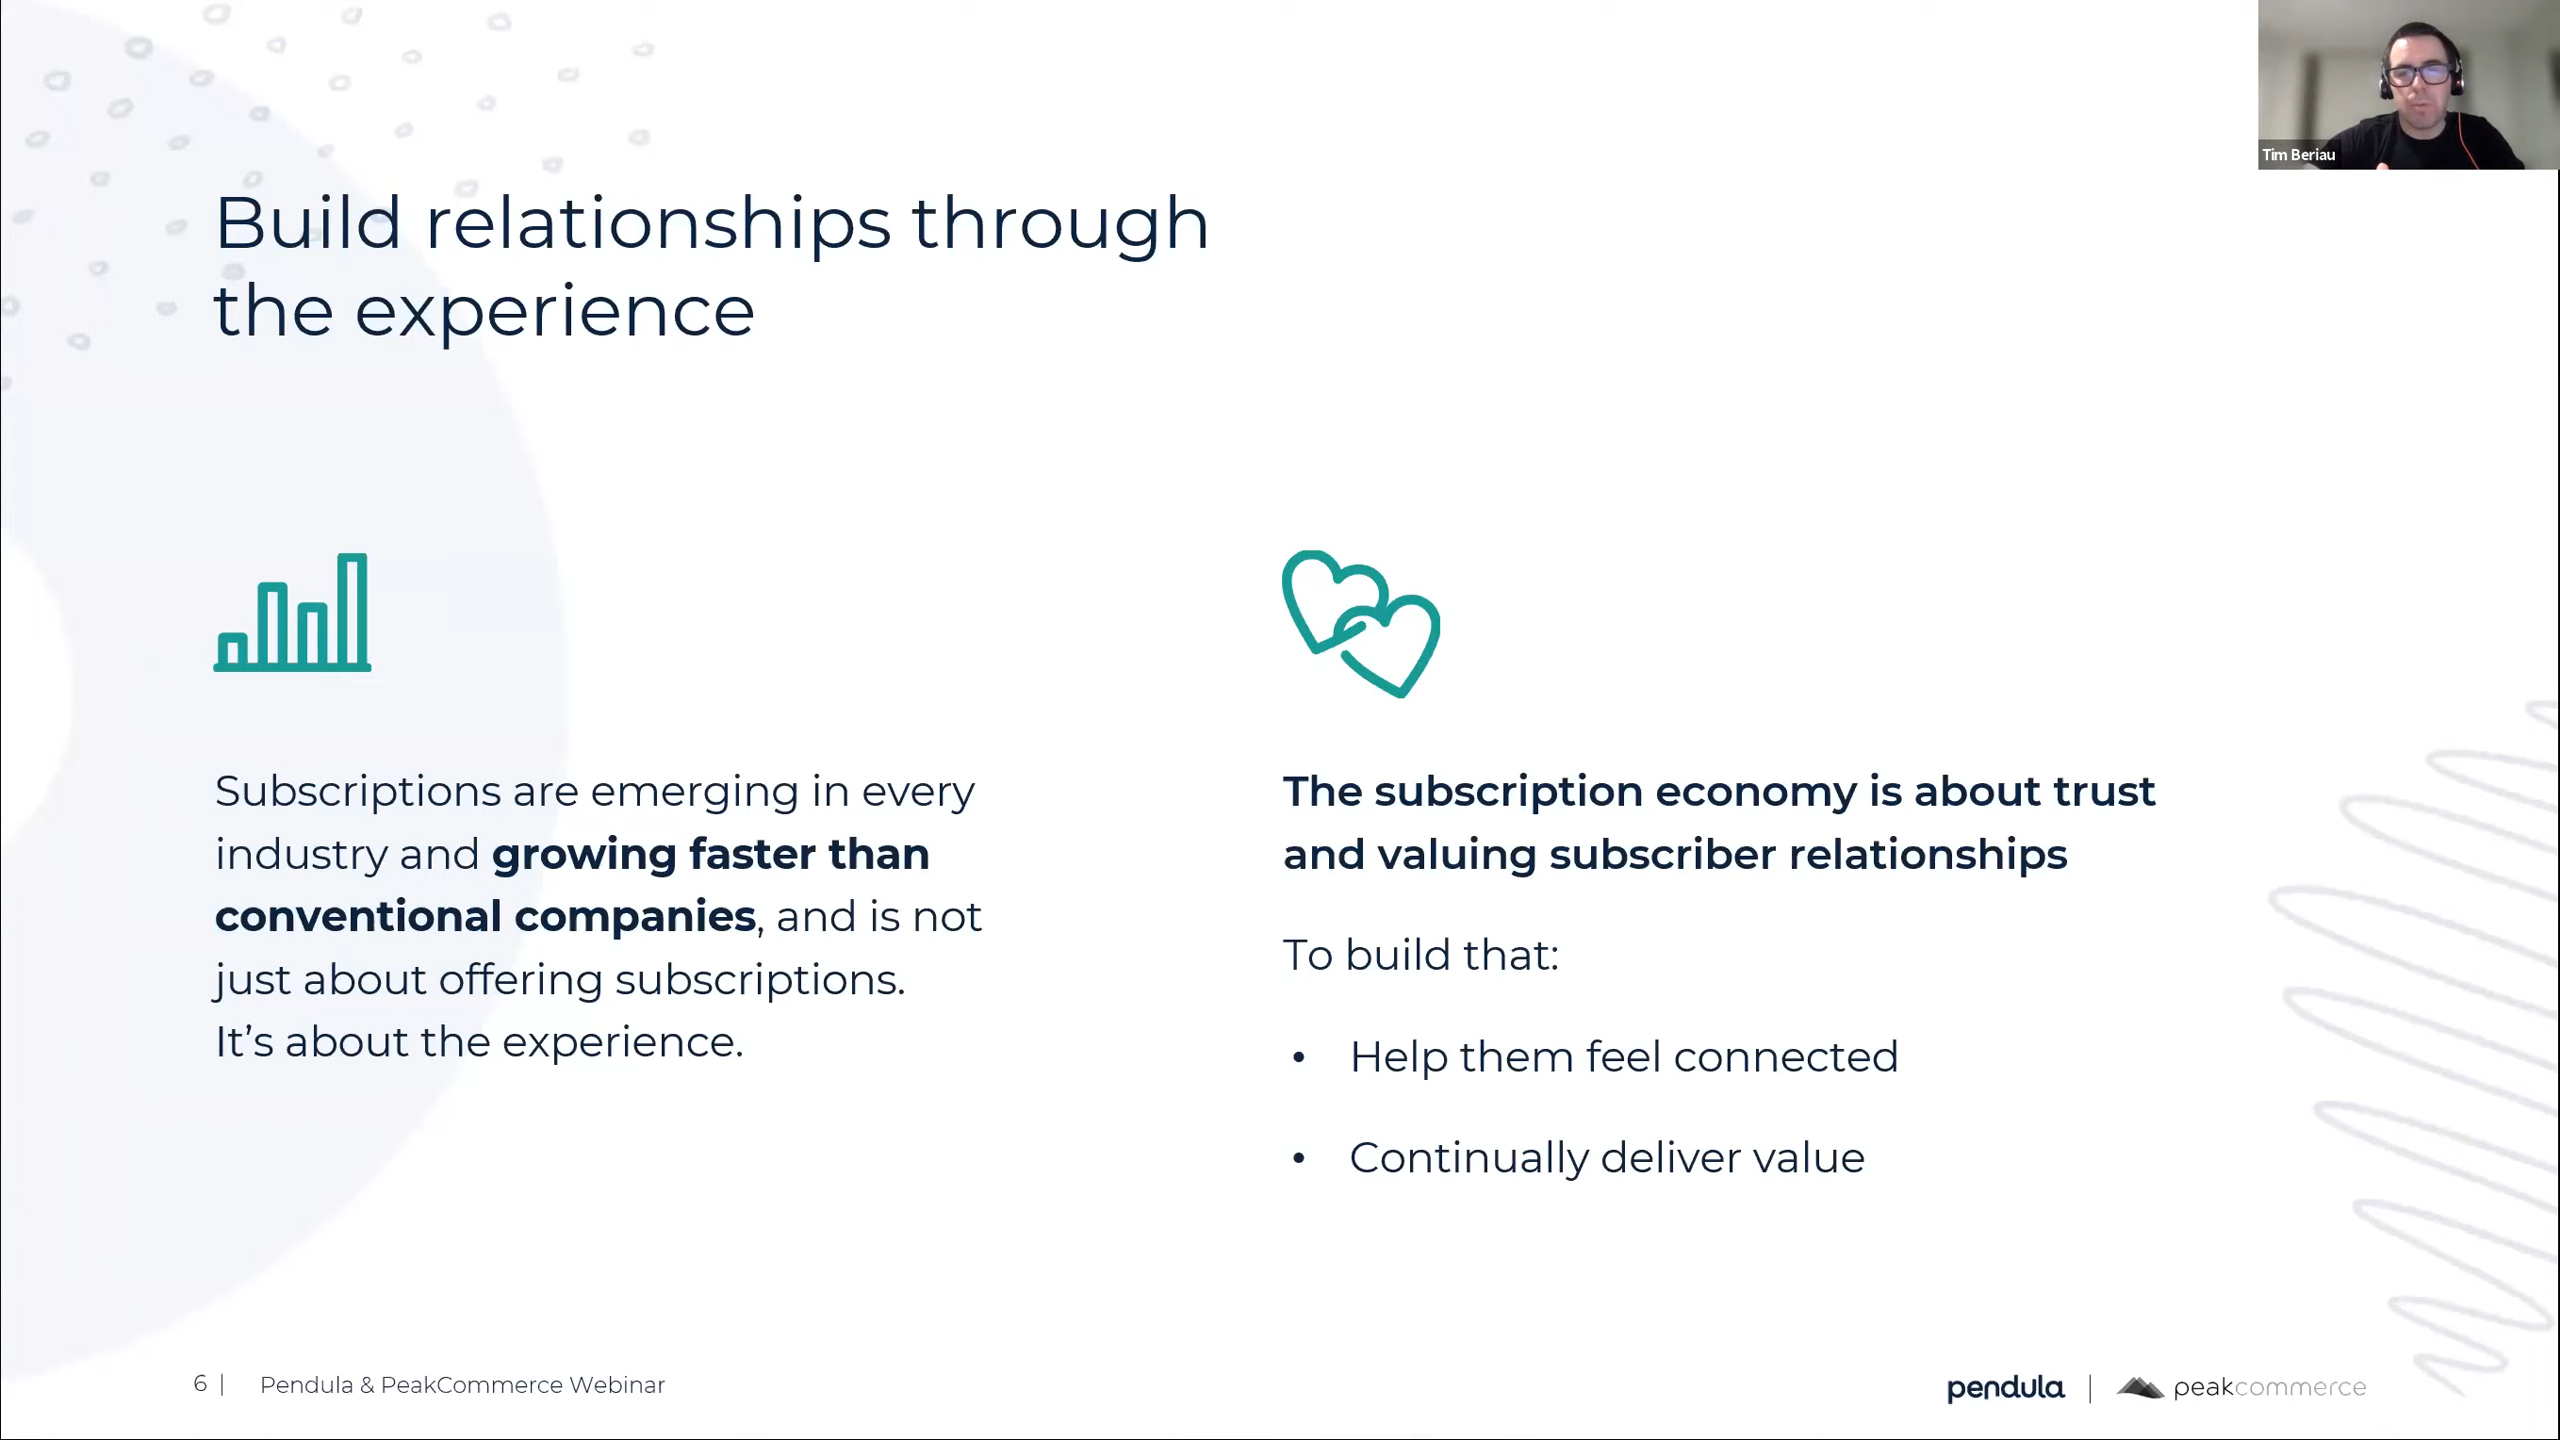 Tim Beriau
Build relationships through
the experience
Subscriptions are emerging in every
industry and growing faster than
conventional companies, and is not
just about offering subscriptions.
It’s about the experience.
The subscription economy is about trust
and valuing subscriber relationships
To build that:
• Help them feel connected
• Continually deliver value
6 | Pendula & PeakCommerce Webinar
pendula | peakcommerce